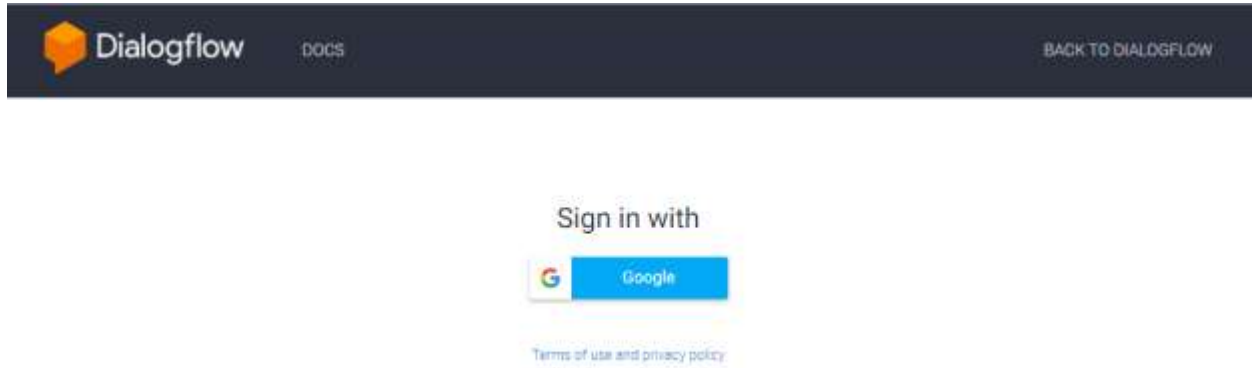 Dialogflow DOCS BACK TO DIALOGFLOW
Sign in with
G Google
Terms of use and privacy policy